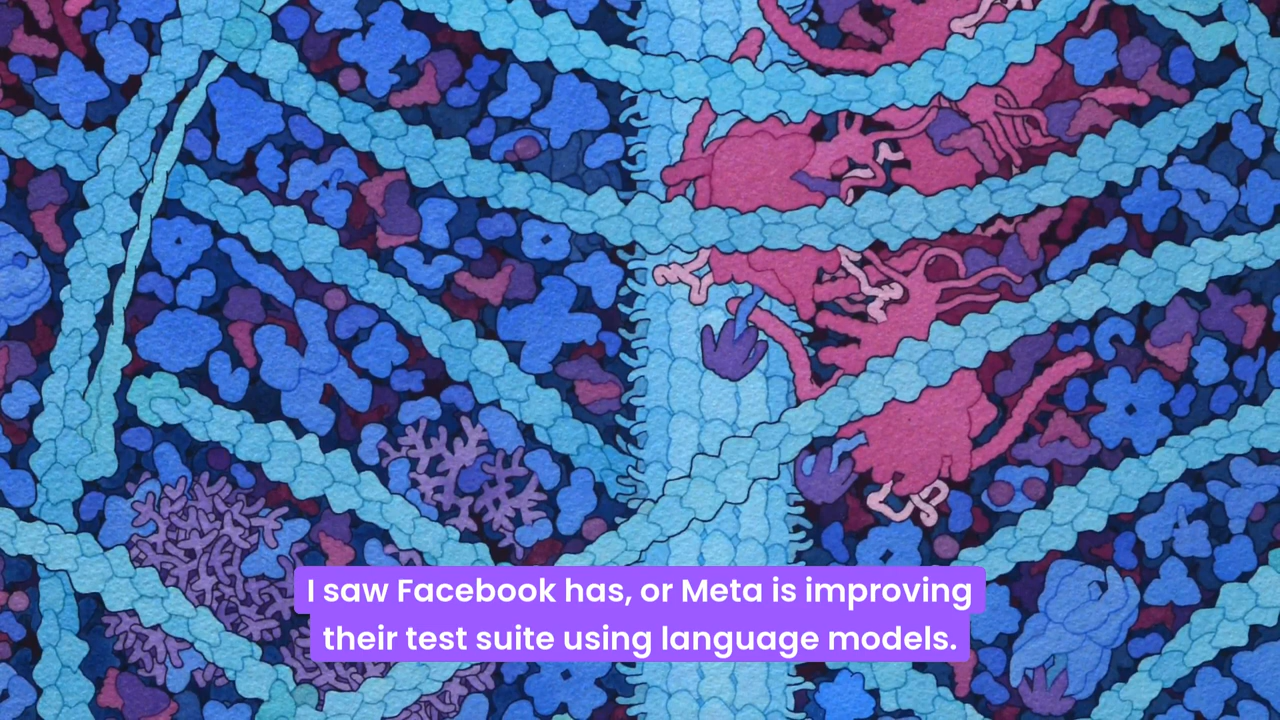 I saw Facebook has, or Meta is improving
their test suite using language models.